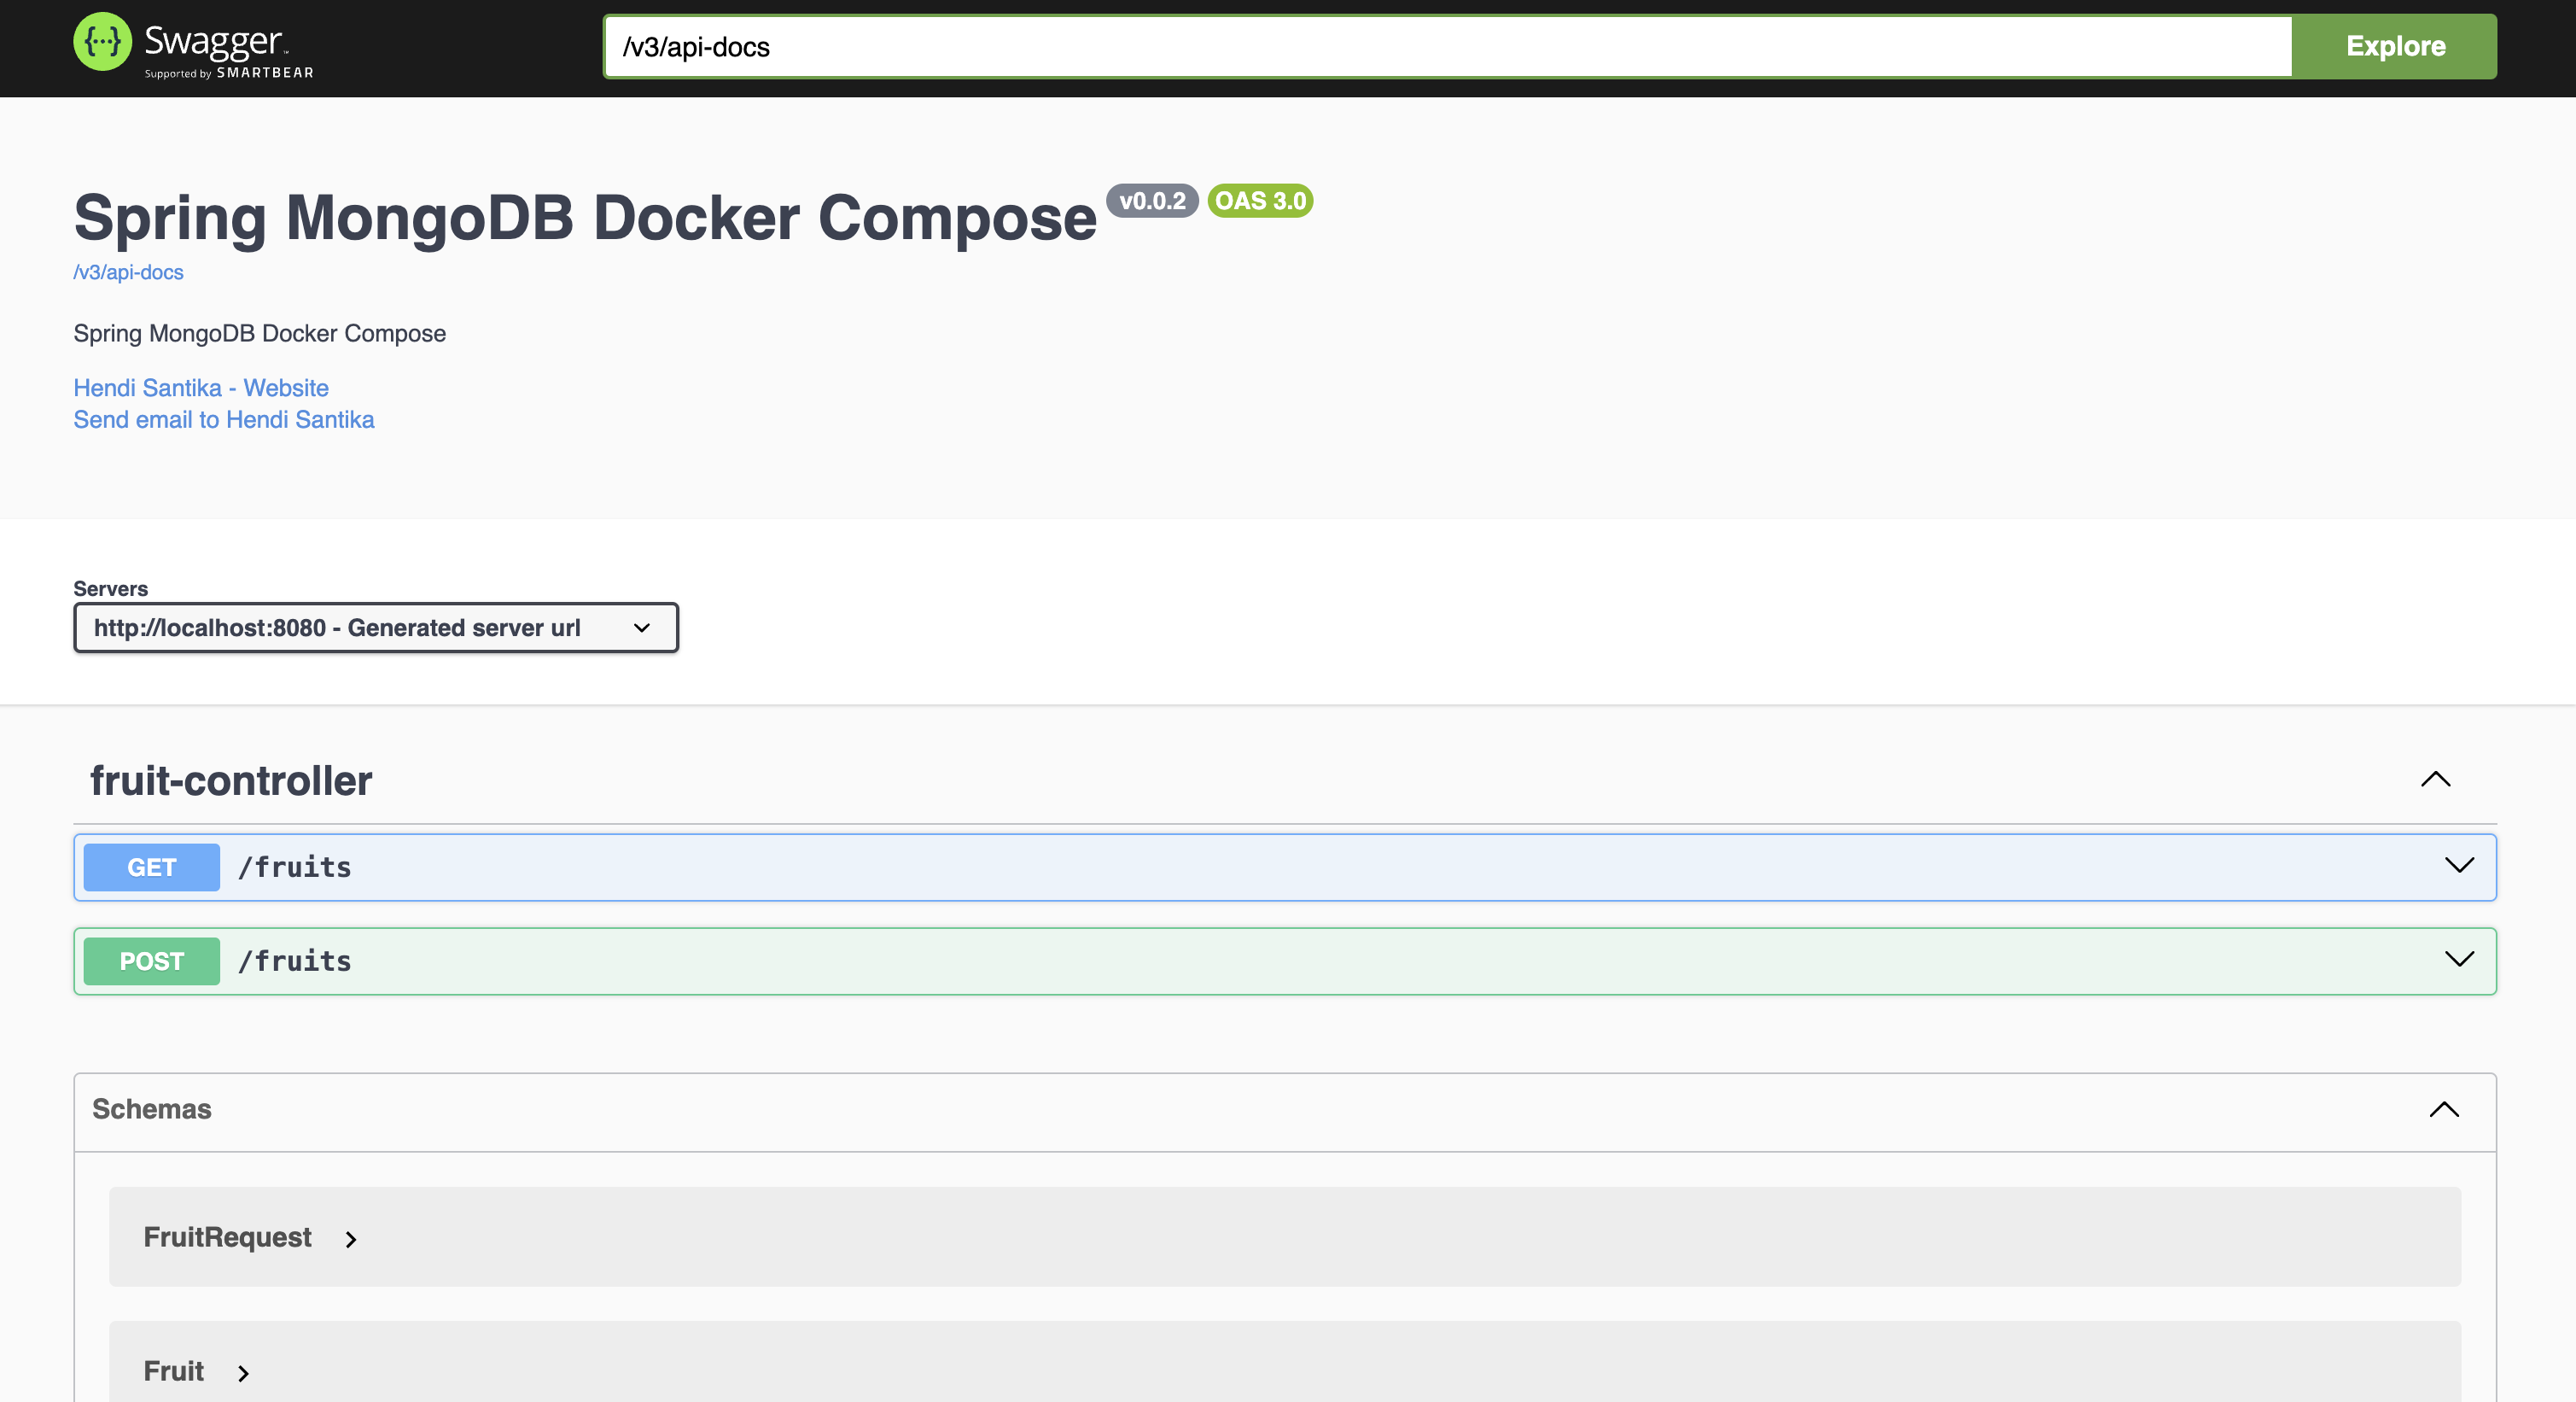 Swagger™
Supported by SMARTBEAR
/v3/api-docs
Explore
Spring MongoDB Docker Compose v0.0.2 OAS 3.0
/v3/api-docs
Spring MongoDB Docker Compose
Hendi Santika - Website
Send email to Hendi Santika
Servers
http://localhost:8080 - Generated server url
fruit-controller
GET /fruits
POST /fruits
Schemas
FruitRequest
Fruit